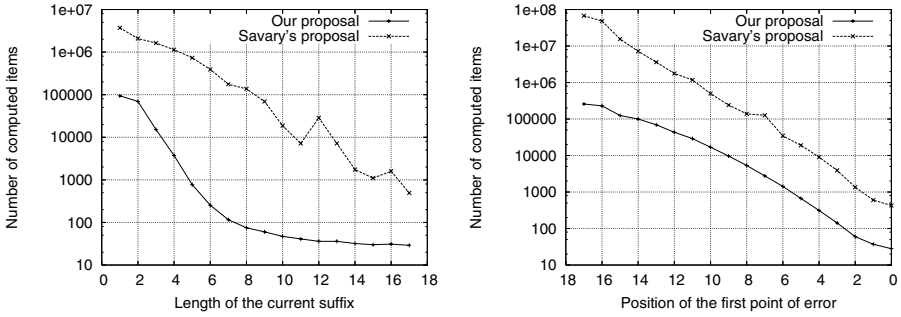 Number of computed items
1e+07
1e+06
100000
10000
1000
100
10
0 2 4 6 8 10 12 14 16 18
Length of the current suffix
Our proposal
Savary's proposal
Number of computed items
1e+08
1e+07
1e+06
100000
10000
1000
100
10
18 16 14 12 10 8 6 4 2 0
Position of the first point of error
Our proposal
Savary's proposal